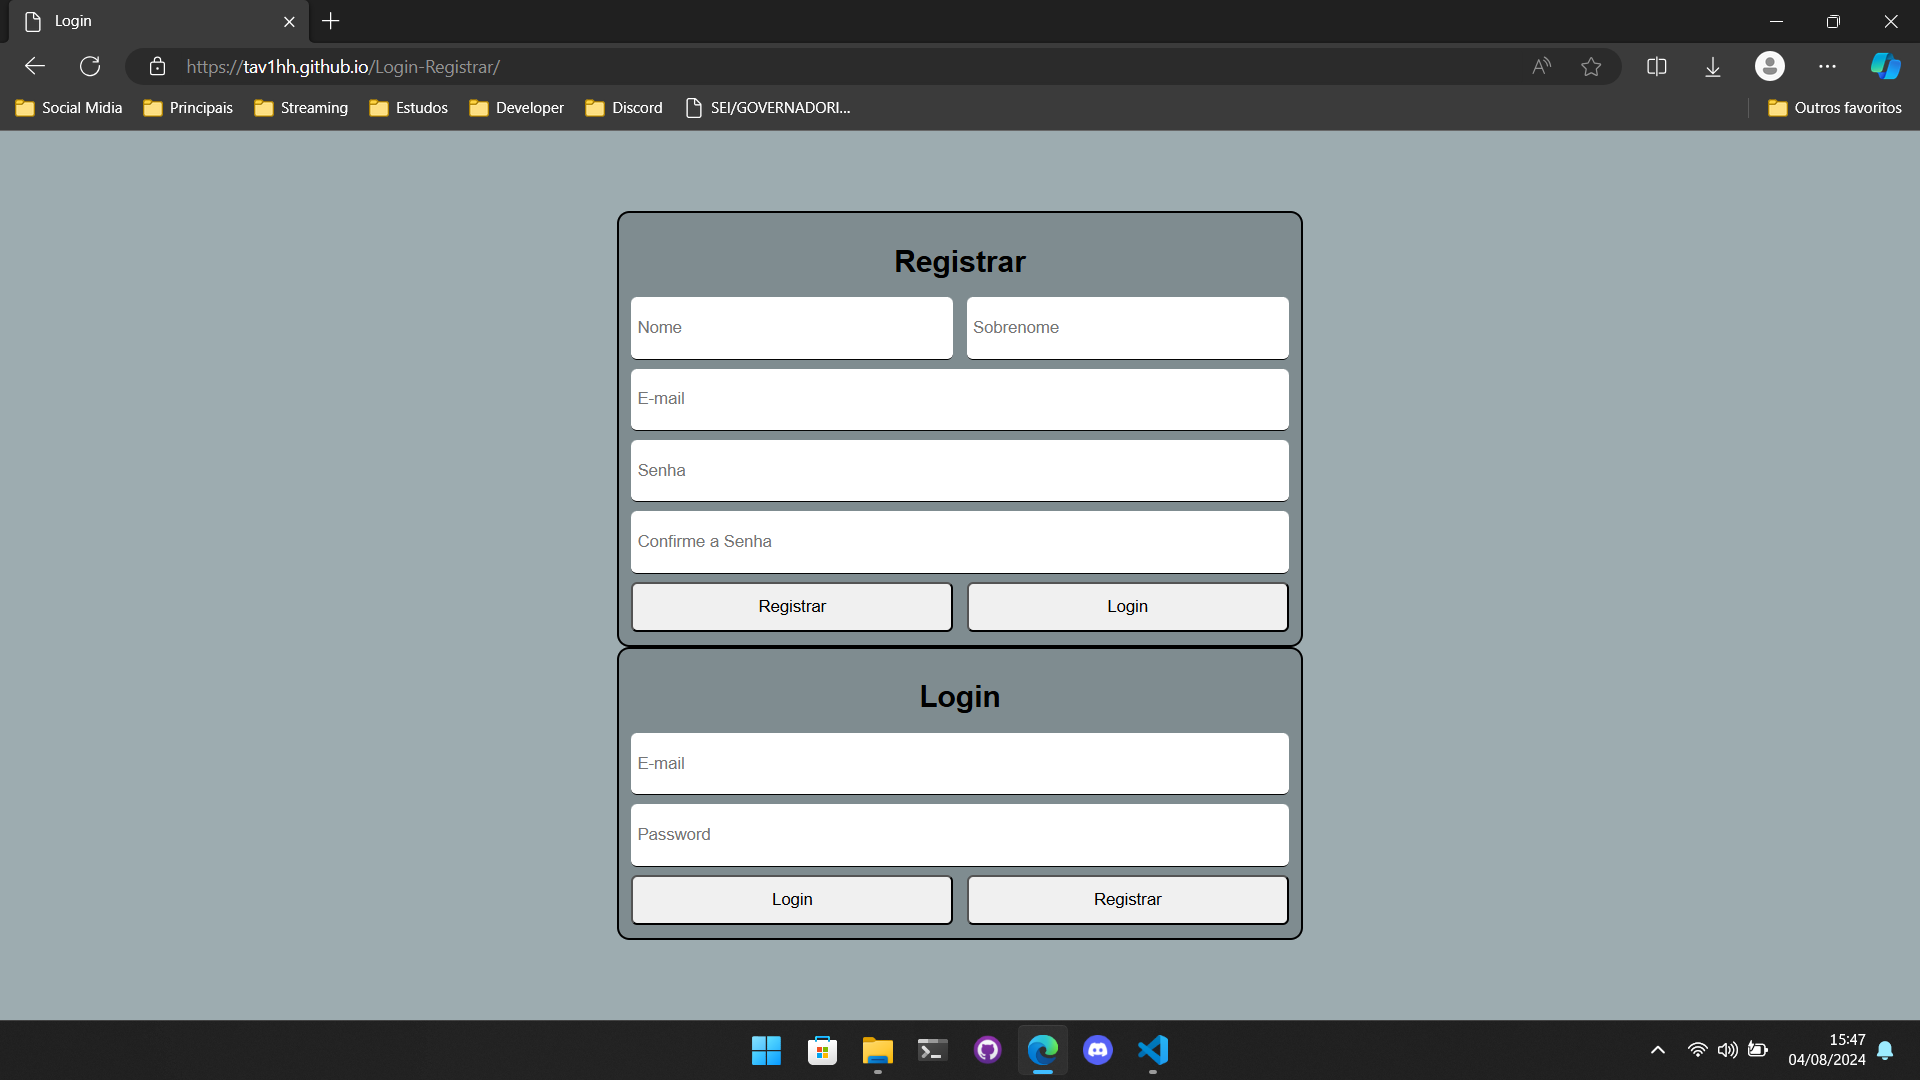 Login
https://tav1hh.github.io/Login-Registrar/
Social Midia Principais Streaming Estudos Developer Discord SEI/GOVERNADORI... Outros favoritos
Registrar
Nome Sobrenome
E-mail
Senha
Confirme a Senha
Registrar Login
Login
E-mail
Password
Login Registrar
15:47
04/08/2024